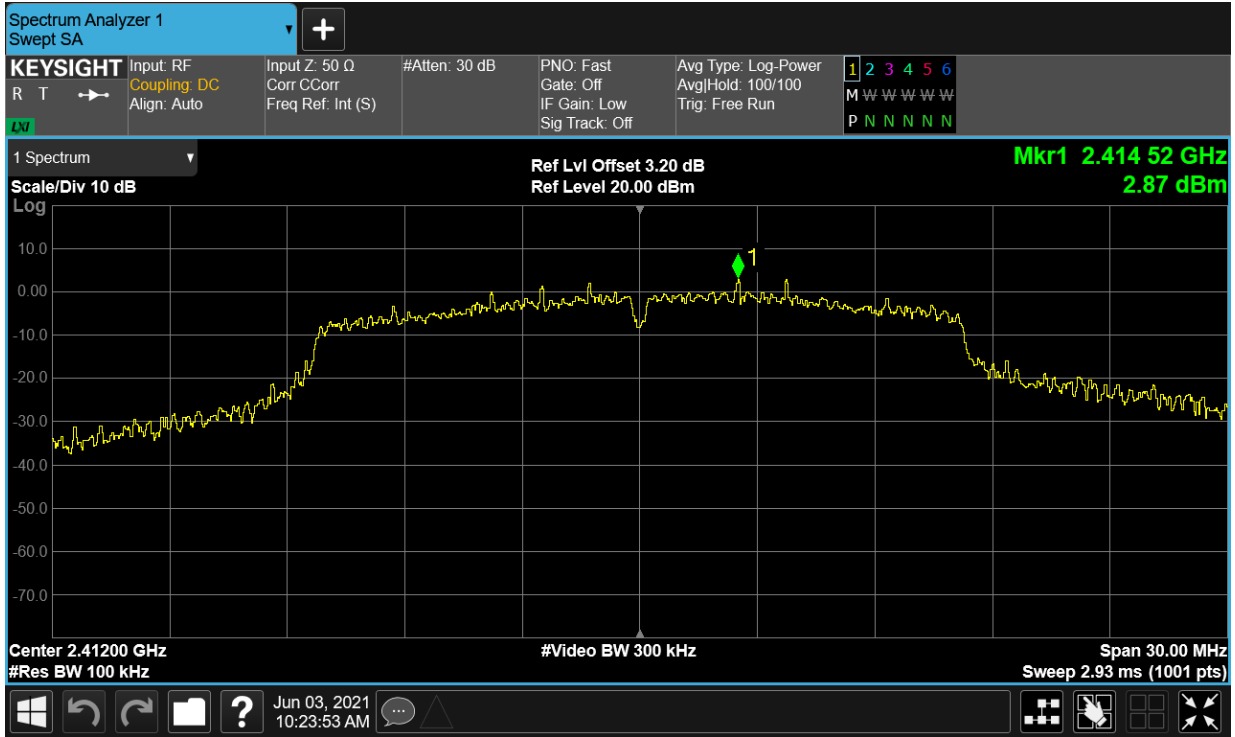 Spectrum Analyzer 1
Swept SA
KEYSIGHT
R T
LXI
Input: RF
Coupling: DC
Align: Auto
Input Z: 50 Ω
Corr CCorr
Freq Ref: Int (S)
#Atten: 30 dB
PNO: Fast
Gate: Off
IF Gain: Low
Sig Track: Off
Avg Type: Log-Power
Avg|Hold: 100/100
Trig: Free Run
1 2 3 4 5 6
M W W W W W
P N N N N N
1 Spectrum
Scale/Div 10 dB
Ref Lvl Offset 3.20 dB
Ref Level 20.00 dBm
Mkr1 2.414 52 GHz
2.87 dBm
Log
10.0
0.00
-10.0
-20.0
-30.0
-40.0
-50.0
-60.0
-70.0
1
Center 2.41200 GHz
#Res BW 100 kHz
#Video BW 300 kHz
Span 30.00 MHz
Sweep 2.93 ms (1001 pts)
?
Jun 03, 2021
10:23:53 AM